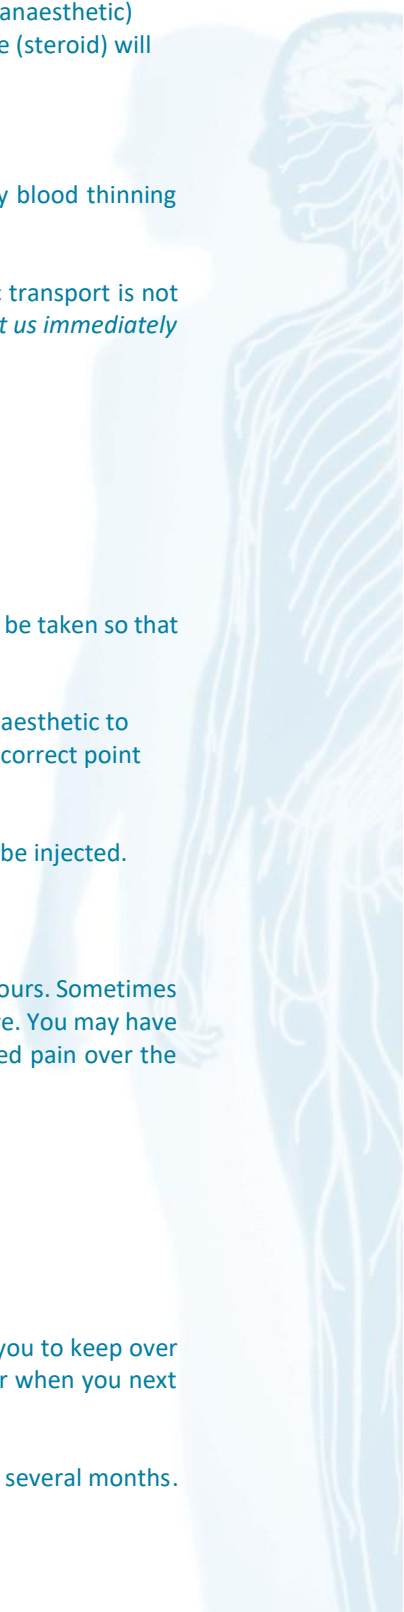 anaesthetic)
e (steroid) will
y blood thinning
transport is not
t us immediately
be taken so that
aesthetic to
correct point
be injected.
ours. Sometimes
e. You may have
ed pain over the
you to keep over
r when you next
several months.